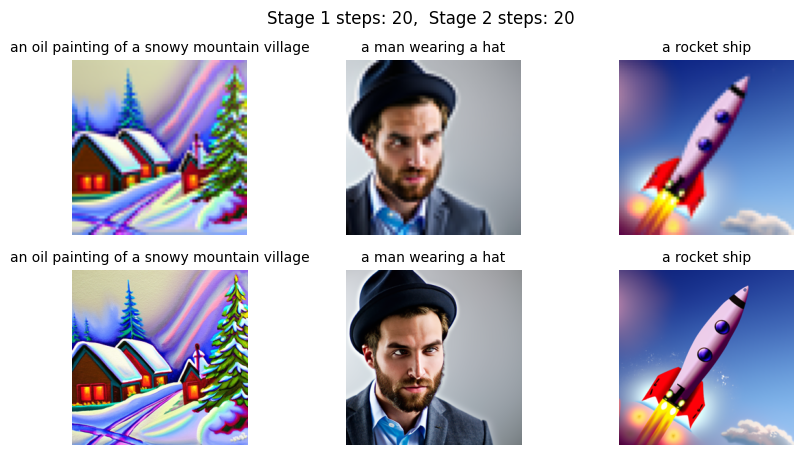 Stage 1 steps: 20,  Stage 2 steps: 20
an oil painting of a snowy mountain village
a man wearing a hat
a rocket ship
an oil painting of a snowy mountain village
a man wearing a hat
a rocket ship